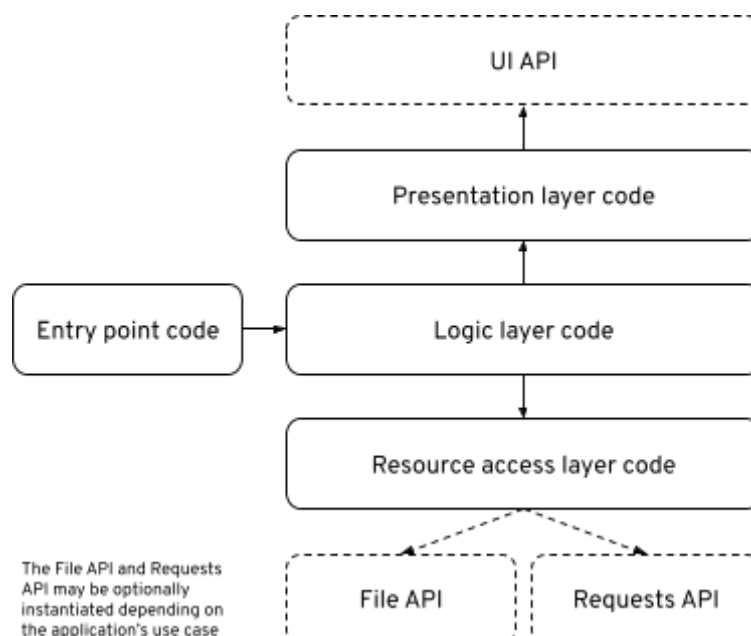 UI API
Presentation layer code
Entry point code
Logic layer code
Resource access layer code
The File API and Requests
API may be optionally
instantiated depending on
the application's use case
File API
Requests API